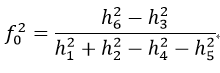 f_0^2 = \frac{h_6^2 - h_3^2}{h_1^2 + h_2^2 - h_4^2 - h_5^2}